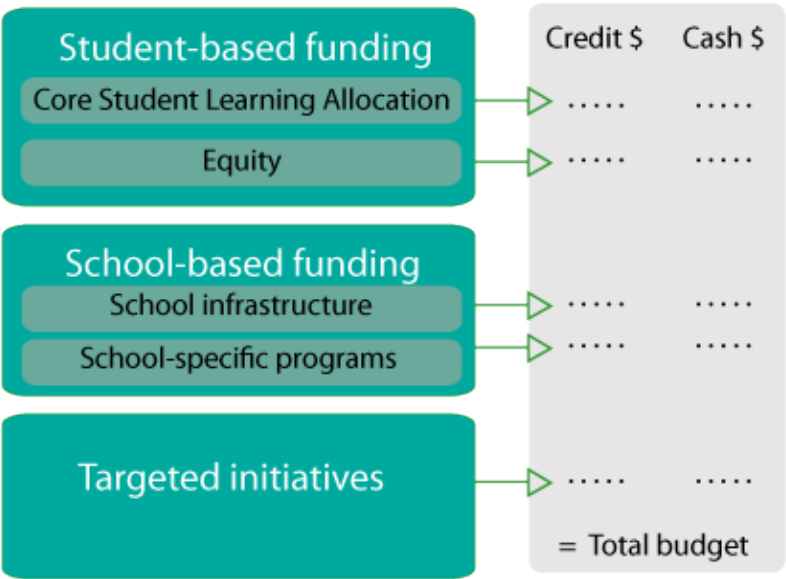 Student-based funding
Credit $ Cash $
Core Student Learning Allocation ..... .....
Equity ..... .....
School-based funding
School infrastructure ..... .....
School-specific programs ..... .....
Targeted initiatives ..... .....
= Total budget